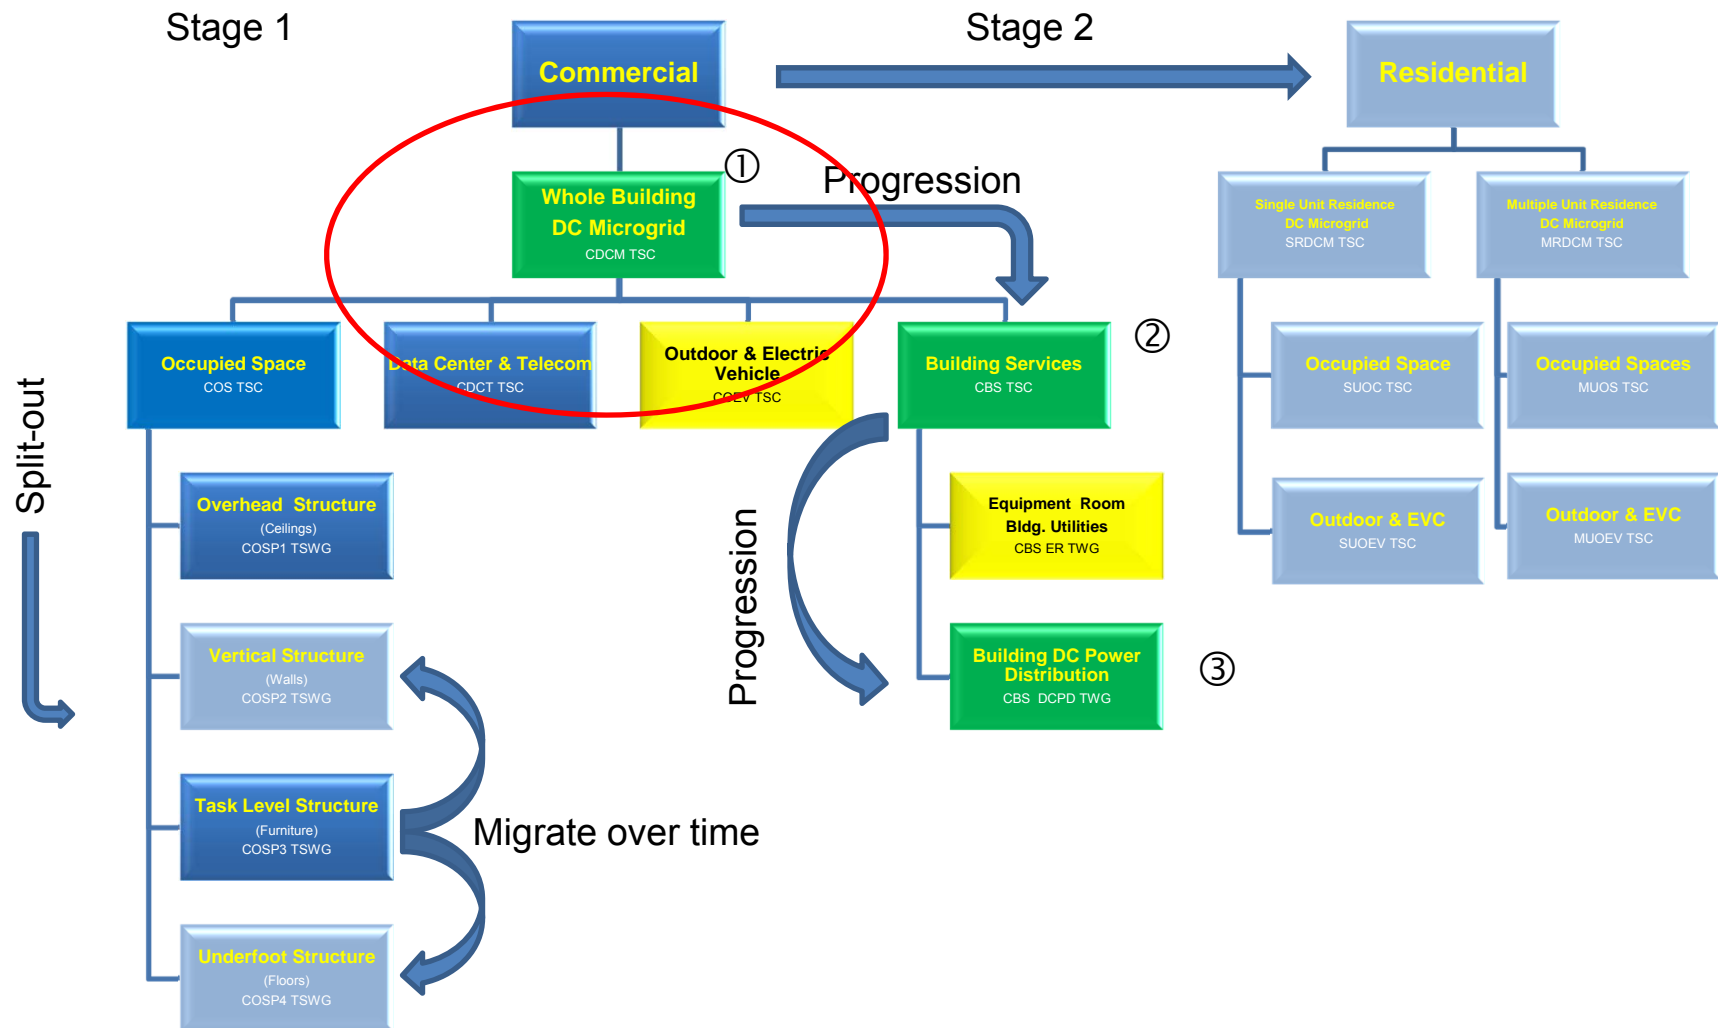 Stage 1
Stage 2
Commercial
Residential
①
Whole Building
DC Microgrid
CDCM TSC
Progression
Single Unit Residence
DC Microgrid
SRDCM TSC
Multiple Unit Residence
DC Microgrid
MRDCM TSC
Occupied Space
COS TSC
Data Center & Telecom
CDCT TSC
Outdoor & Electric
Vehicle
COEV TSC
Building Services
CBS TSC
②
Occupied Space
SUOC TSC
Occupied Spaces
MUOS TSC
Split-out
Overhead Structure
(Ceilings)
COSP1 TSWG
Progression
Equipment Room
Bldg. Utilities
CBS ER TWG
Outdoor & EVC
SUOEV TSC
Outdoor & EVC
MUOEV TSC
Vertical Structure
(Walls)
COSP2 TSWG
Building DC Power
Distribution
CBS DCPD TWG
③
Task Level Structure
(Furniture)
COSP3 TSWG
Migrate over time
Underfoot Structure
(Floors)
COSP4 TSWG